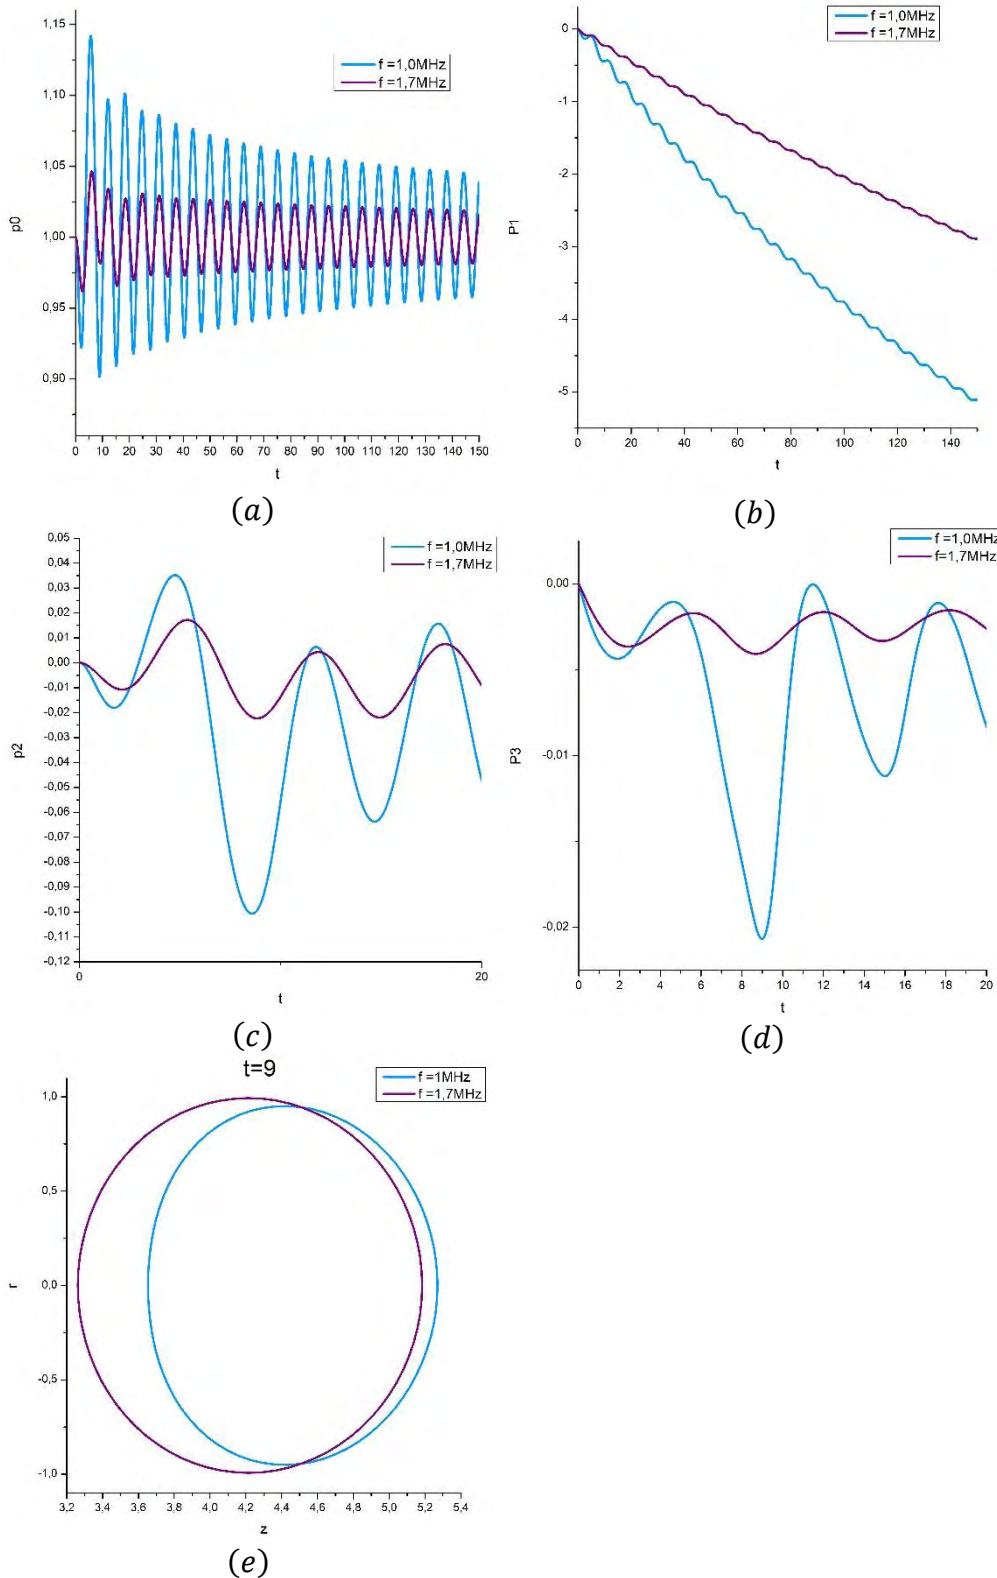 f =1,0MHz
f =1,7MHz
1,15
1,10
1,05
1,00
0,95
0,90
p0
0 10 20 30 40 50 60 70 80 90 100 110 120 130 140 150
t
(a)
f =1,0MHz
f =1,7MHz
0
-1
-2
-3
-4
-5
P1
0 20 40 60 80 100 120 140
t
(b)
f =1,0MHz
f =1,7MHz
0,05
0,04
0,03
0,02
0,01
0,00
-0,01
-0,02
-0,03
-0,04
-0,05
-0,06
-0,07
-0,08
-0,09
-0,10
-0,11
-0,12
p2
0 20
t
(c)
f =1,0MHz
f=1,7MHz
0,00
-0,01
-0,02
P3
0 2 4 6 8 10 12 14 16 18 20
t
(d)
t=9
f =1MHz
f =1,7MHz
1,0
0,5
0,0
-0,5
-1,0
r
3,2 3,4 3,6 3,8 4,0 4,2 4,4 4,6 4,8 5,0 5,2 5,4
z
(e)